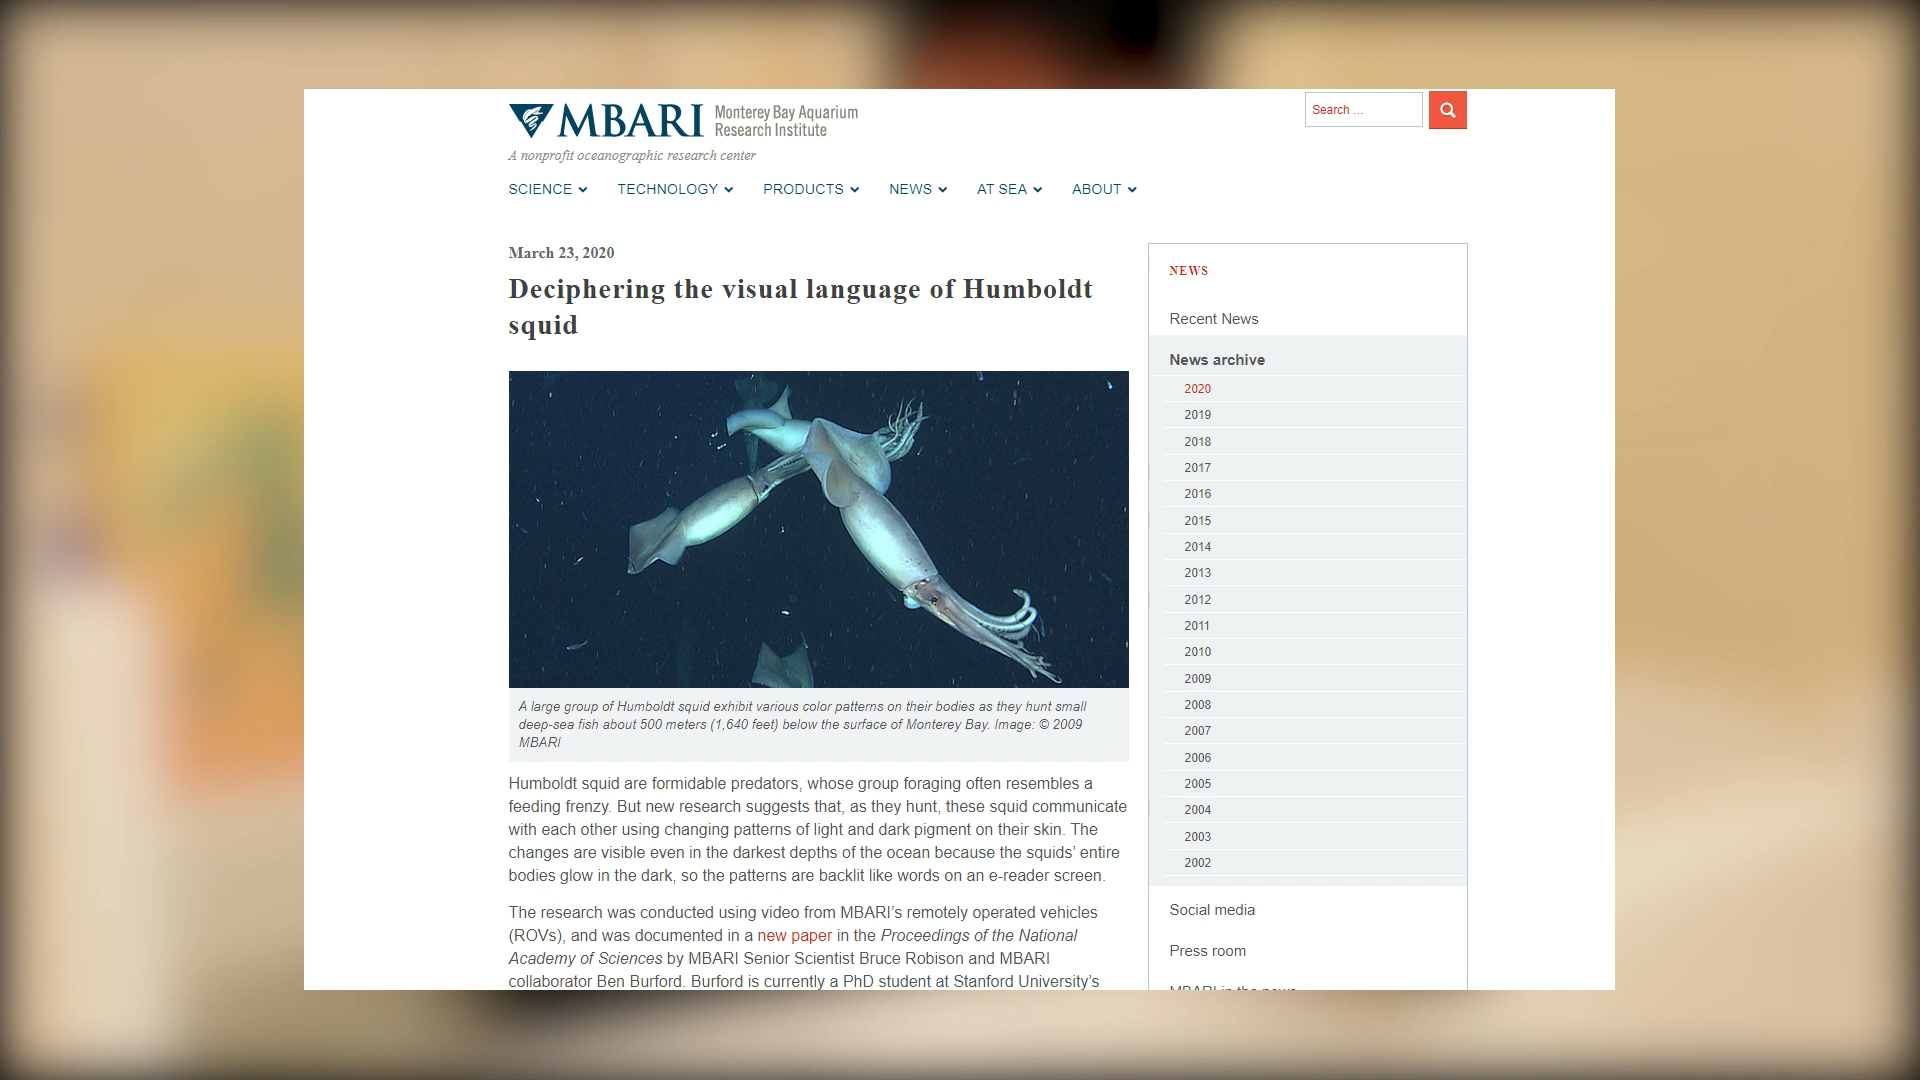 MBARI Monterey Bay Aquarium
Research Institute
A nonprofit oceanographic research center
Search ...
SCIENCE TECHNOLOGY PRODUCTS NEWS AT SEA ABOUT
March 23, 2020
Deciphering the visual language of Humboldt
squid
A large group of Humboldt squid exhibit various color patterns on their bodies as they hunt small
deep-sea fish about 500 meters (1,640 feet) below the surface of Monterey Bay. Image: © 2009
MBARI
Humboldt squid are formidable predators, whose group foraging often resembles a
feeding frenzy. But new research suggests that, as they hunt, these squid communicate
with each other using changing patterns of light and dark pigment on their skin. The
changes are visible even in the darkest depths of the ocean because the squids’ entire
bodies glow in the dark, so the patterns are backlit like words on an e-reader screen.
The research was conducted using video from MBARI’s remotely operated vehicles
(ROVs), and was documented in a new paper in the Proceedings of the National
Academy of Sciences by MBARI Senior Scientist Bruce Robison and MBARI
collaborator Ben Burford. Burford is currently a PhD student at Stanford University’s
NEWS
Recent News
News archive
2020
2019
2018
2017
2016
2015
2014
2013
2012
2011
2010
2009
2008
2007
2006
2005
2004
2003
2002
Social media
Press room
MBARI in the news